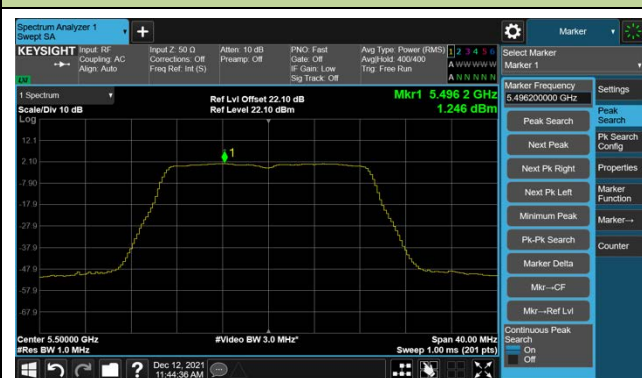 Spectrum Analyzer 1
Swept SA
+
Marker
KEYSIGHT
Input: RF
Coupling: AC
Align: Auto
Input Z: 50 Ω
Corrections: Off
Freq Ref: Int (S)
Atten: 10 dB
Preamp: Off
PNO: Fast
Gate: Off
IF Gain: Low
Sig Track: Off
Avg Type: Power (RMS)
Avg|Hold: 400/400
Trig: Free Run
1 2 3 4 5 6
A W W W W W
A N N N N N
LM
Select Marker
Marker 1
1 Spectrum
Scale/Div 10 dB
Log
Ref Lvl Offset 22.10 dB
Ref Level 22.10 dBm
Mkr1 5.496 2 GHz
1.246 dBm
12.1
2.10
-7.90
-17.9
-27.9
-37.9
-47.9
-57.9
-67.9
1
Center 5.50000 GHz
#Res BW 1.0 MHz
#Video BW 3.0 MHz*
Span 40.00 MHz
Sweep 1.00 ms (201 pts)
Marker Frequency
5.496200000 GHz
Peak Search
Next Peak
Next Pk Right
Next Pk Left
Minimum Peak
Pk-Pk Search
Marker Delta
Mkr→CF
Mkr→Ref Lvl
Continuous Peak
Search
On
Off
Settings
Peak
Search
Pk Search
Config
Properties
Marker
Function
Marker→
Counter
?
Dec 12, 2021
11:44:36 AM